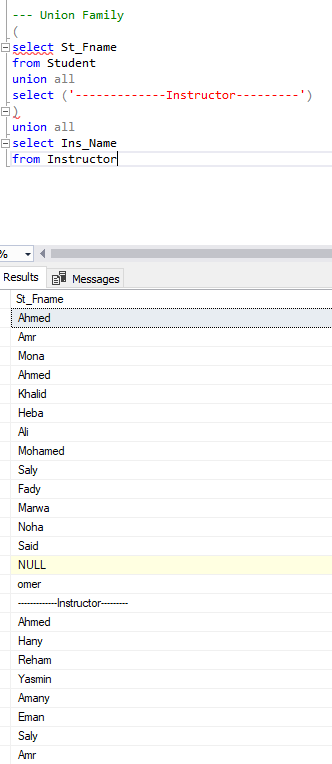 --- Union Family
(
select St_Fname
from Student
union all
select ('-------------Instructor---------')
)
union all
select Ins_Name
from Instructor
%
Results Messages
St_Fname
Ahmed
Amr
Mona
Ahmed
Khalid
Heba
Ali
Mohamed
Saly
Fady
Marwa
Noha
Said
NULL
omer
-------------Instructor---------
Ahmed
Hany
Reham
Yasmin
Amany
Eman
Saly
Amr